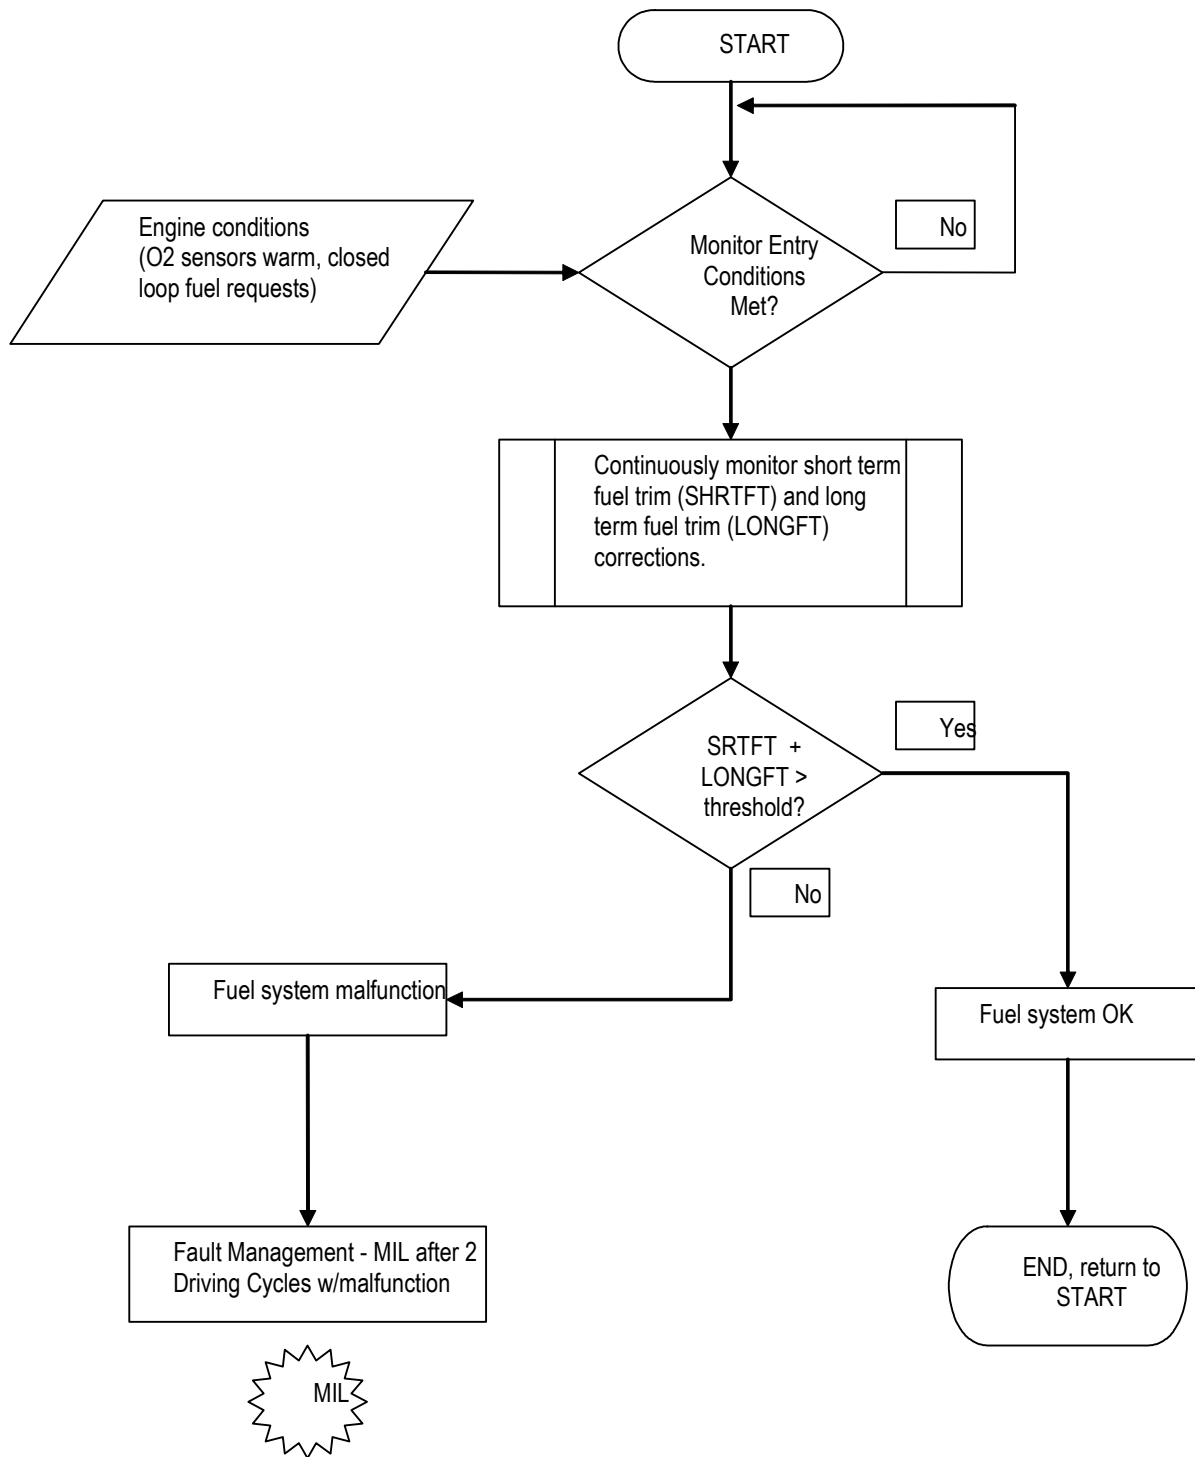 START
No
Engine conditions
(O2 sensors warm, closed
loop fuel requests)
Monitor Entry
Conditions
Met?
Continuously monitor short term
fuel trim (SHRTFT) and long
term fuel trim (LONGFT)
corrections.
Yes
SRTFT +
LONGFT >
threshold?
No
Fuel system malfunction
Fuel system OK
Fault Management - MIL after 2
Driving Cycles w/malfunction
END, return to
START
MIL